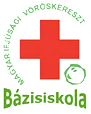 MAGYAR IFJÚSÁGI VÖRÖSKERESZT
Bázisiskola